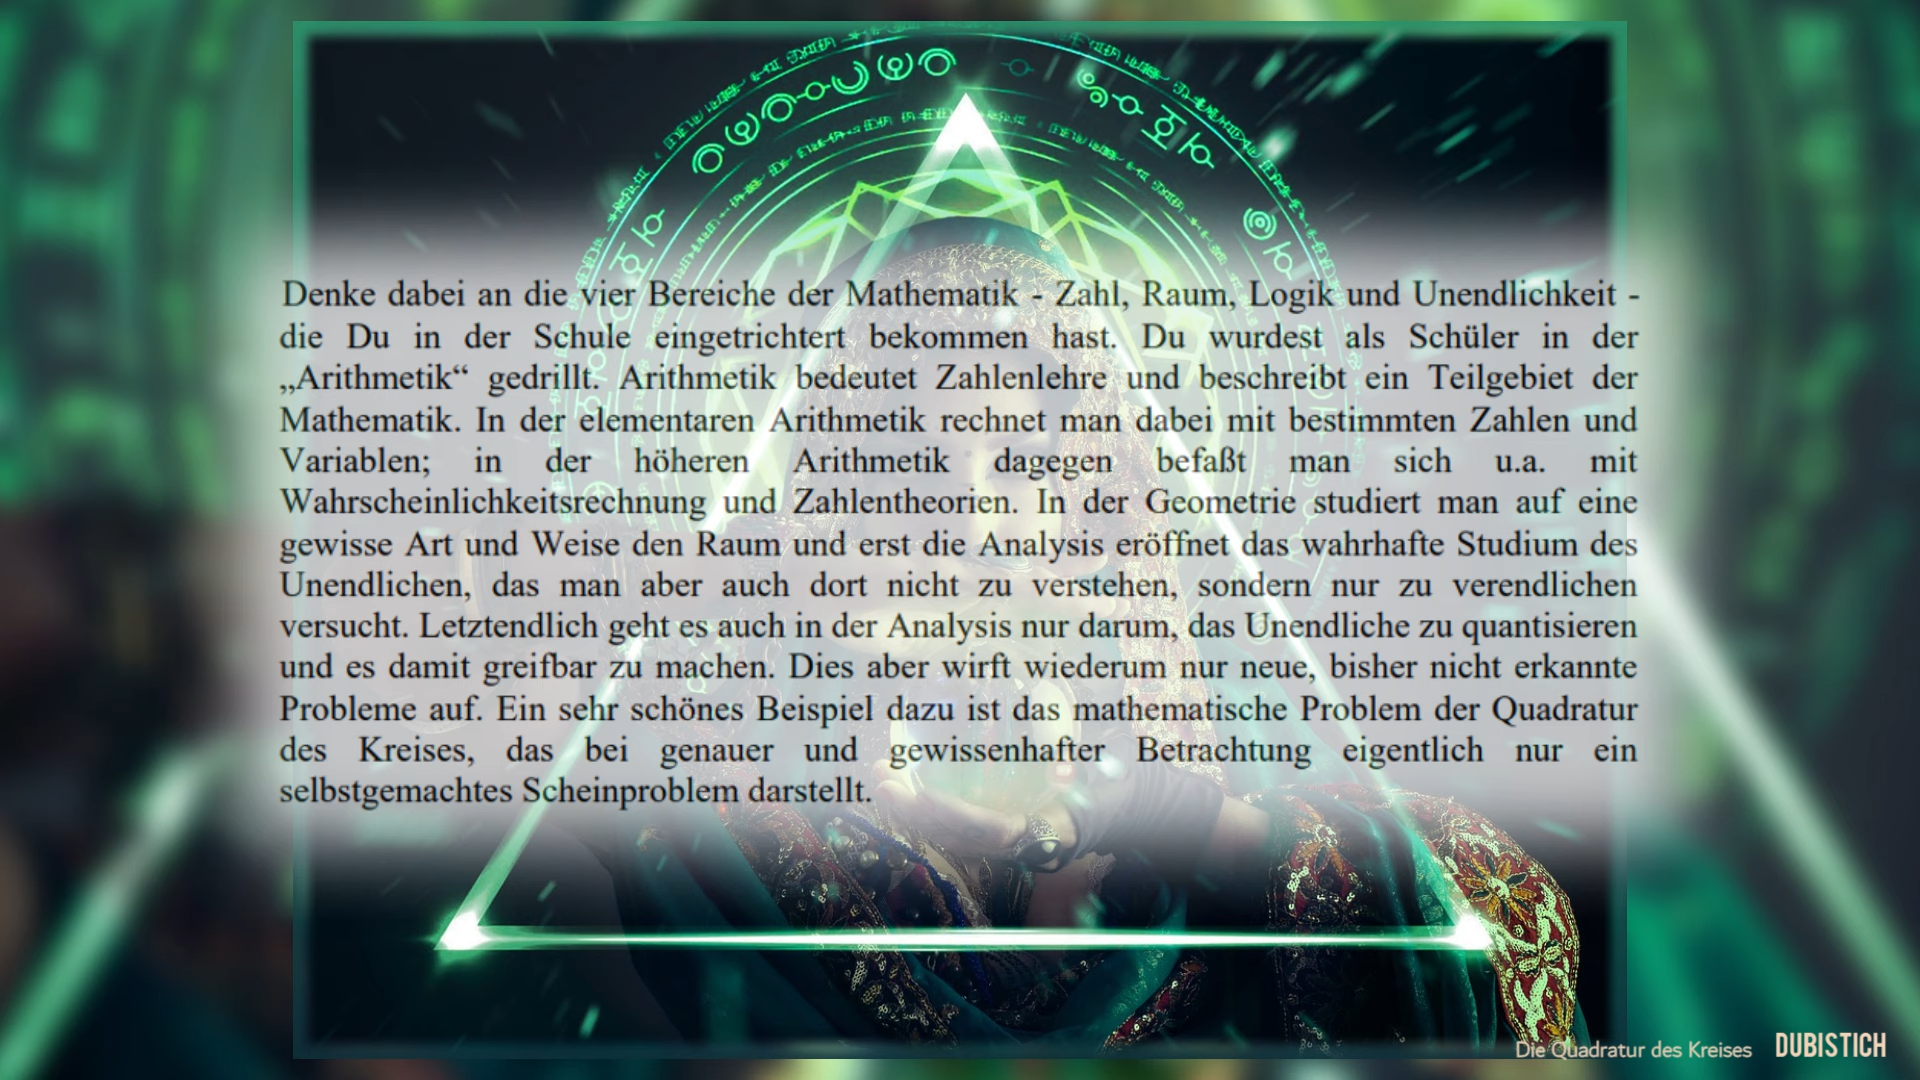 Denke dabei an die vier Bereiche der Mathematik - Zahl, Raum, Logik und Unendlichkeit -
die Du in der Schule eingetrichtert bekommen hast. Du wurdest als Schüler in der
„Arithmetik“ gedrillt. Arithmetik bedeutet Zahlenlehre und beschreibt ein Teilgebiet der
Mathematik. In der elementaren Arithmetik rechnet man dabei mit bestimmten Zahlen und
Variablen; in der höheren Arithmetik dagegen befaßt man sich u.a. mit
Wahrscheinlichkeitsrechnung und Zahlentheorien. In der Geometrie studiert man auf eine
gewisse Art und Weise den Raum und erst die Analysis eröffnet das wahrhafte Studium des
Unendlichen, das man aber auch dort nicht zu verstehen, sondern nur zu verendlichen
versucht. Letztendlich geht es auch in der Analysis nur darum, das Unendliche zu quantisieren
und es damit greifbar zu machen. Dies aber wirft wiederum nur neue, bisher nicht erkannte
Probleme auf. Ein sehr schönes Beispiel dazu ist das mathematische Problem der Quadratur
des Kreises, das bei genauer und gewissenhafter Betrachtung eigentlich nur ein
selbstgemachtes Scheinproblem darstellt.
Die Quadratur des Kreises DUBISTICH